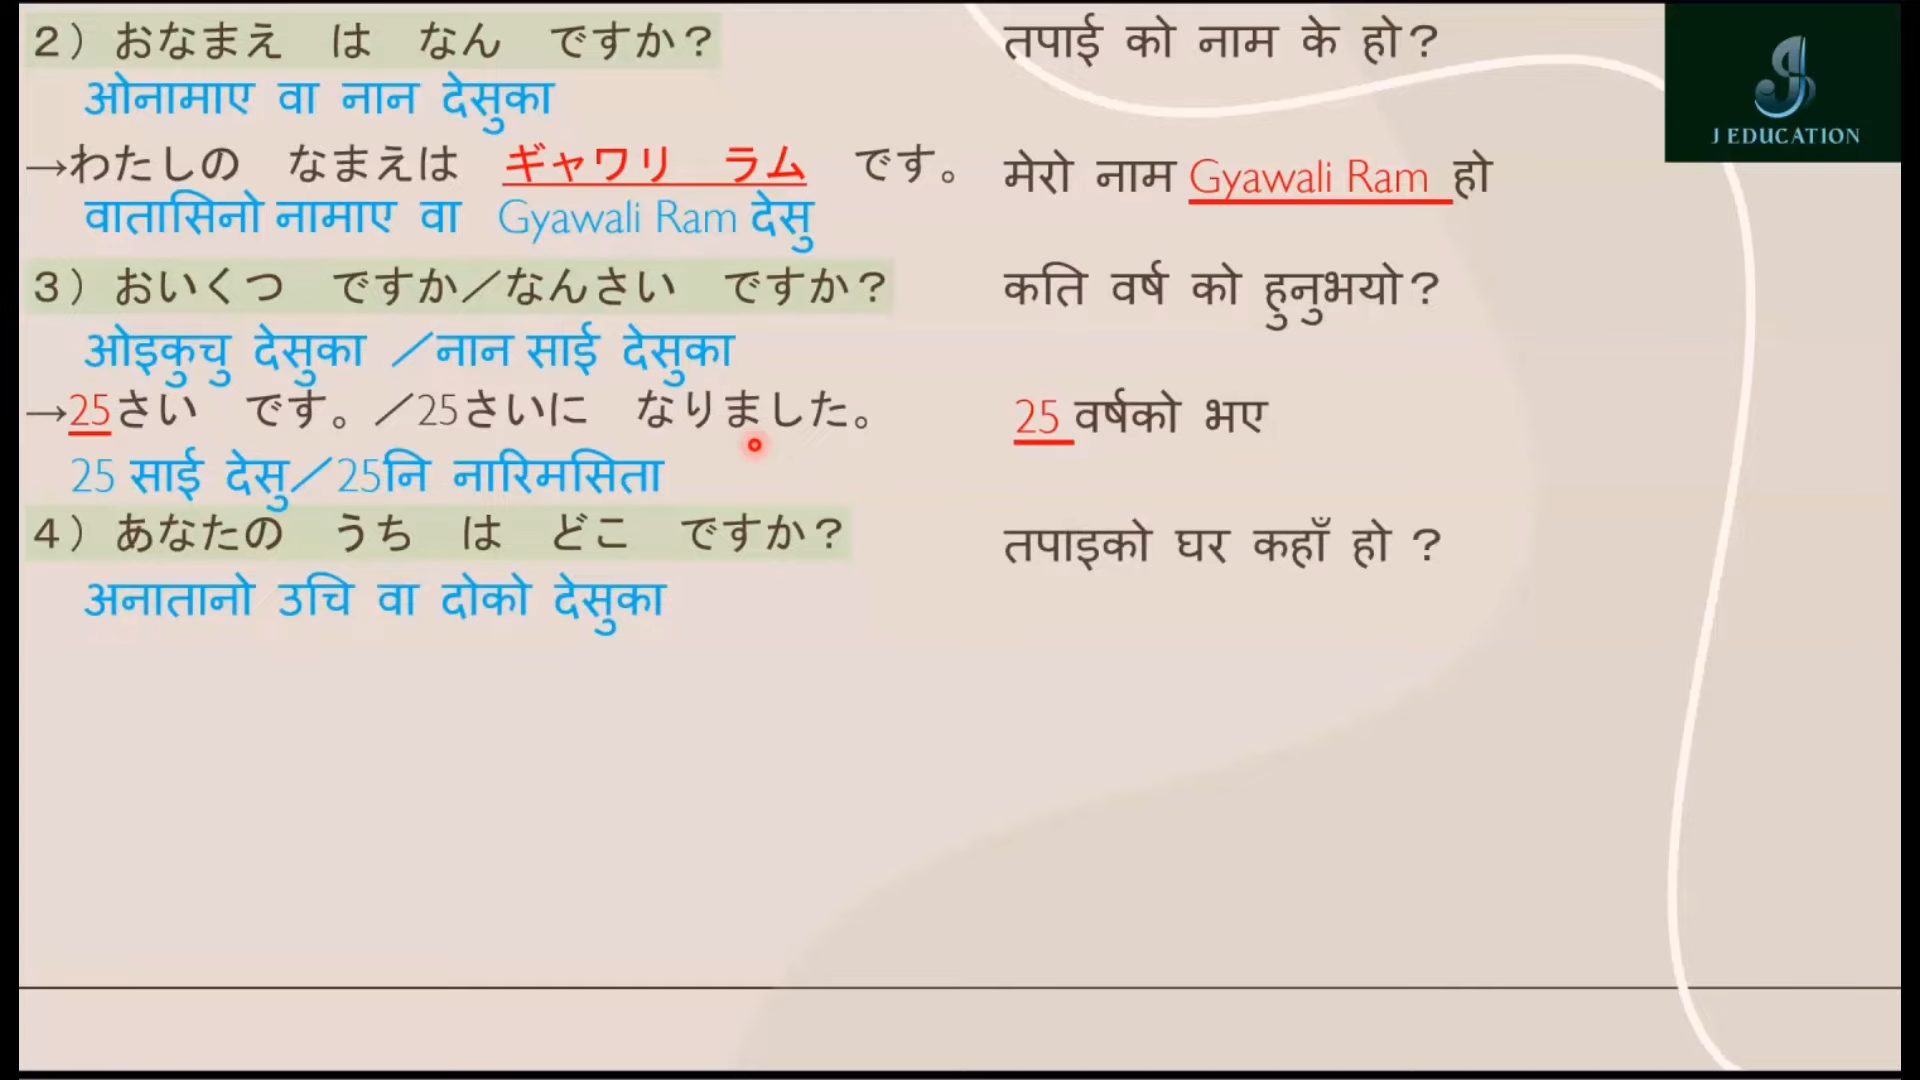 ２）おなまえ　は　なん　ですか？
तपाई को नाम के हो？
ओनामाए वा नान देसुका
→わたしの　なまえは　ギャワリ　ラム　です。
मेरो नाम Gyawali Ram हो
वातासिनो नामाए वा Gyawali Ram देसु
３）おいくつ　ですか／なんさい　ですか？
कति वर्ष को हुनुभयो？
ओइकुचु देसुका ／नान साई देसुका
→25さい　です。／25さいに　なりました。
25 वर्षको भए
25 साई देसु／25नि नारिमसिता
４）あなたの　うち　は　どこ　ですか？
तपाइको घर कहाँ हो ?
अनातानो उचि वा दोको देसुका
J EDUCATION